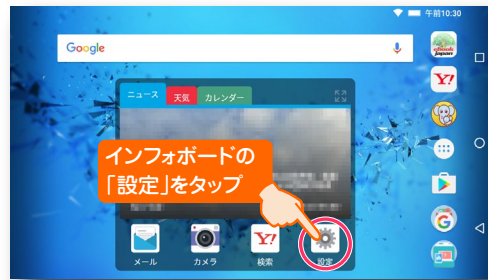 午前10:30
Google
ebook
japan
Y!
ニュース
天気
カレンダー
インフォボードの
「設定」をタップ
Y!
メール
カメラ
検索
設定
G